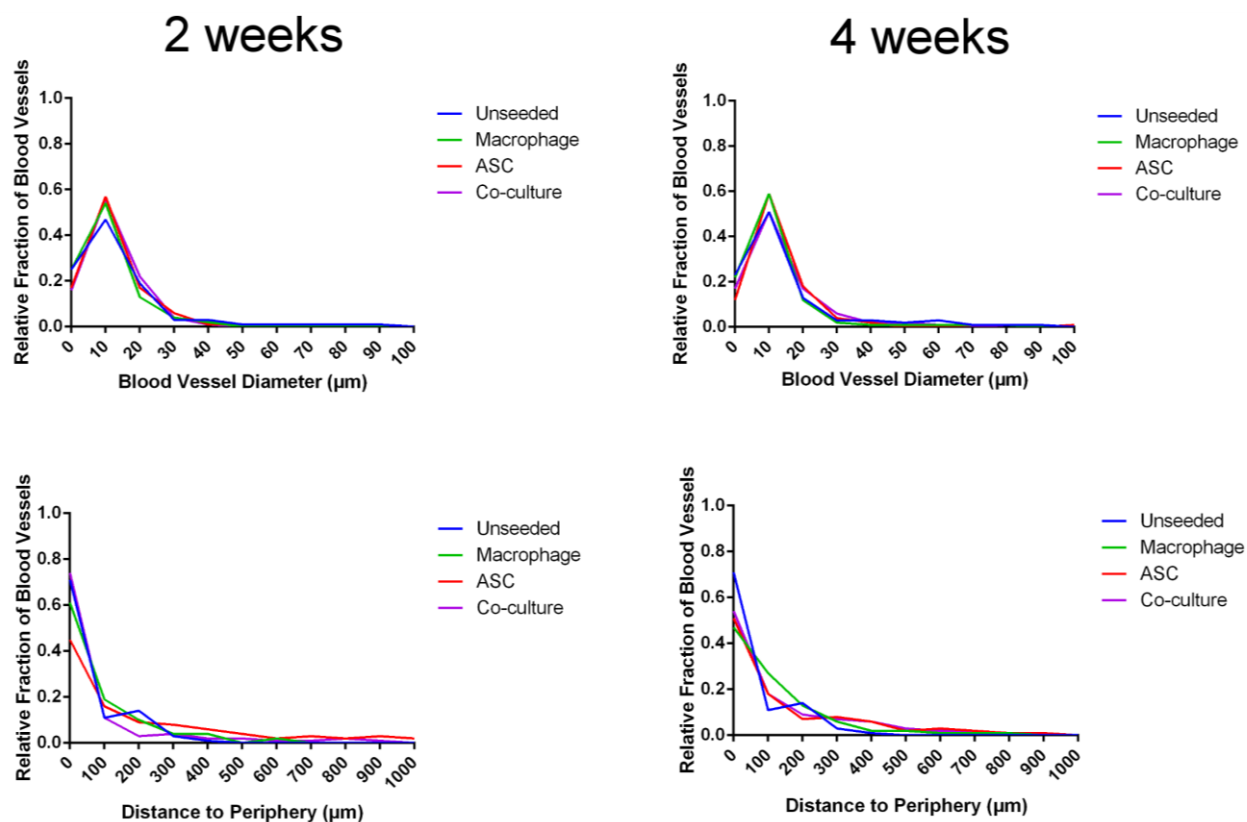 2 weeks
4 weeks
Relative Fraction of Blood Vessels
1.0
0.8
0.6
0.4
0.2
0.0
0
10
20
30
40
50
60
70
80
90
100
Blood Vessel Diameter (µm)
Unseeded
Macrophage
ASC
Co-culture
Relative Fraction of Blood Vessels
1.0
0.8
0.6
0.4
0.2
0.0
0
10
20
30
40
50
60
70
80
90
100
Blood Vessel Diameter (µm)
Unseeded
Macrophage
ASC
Co-culture
Relative Fraction of Blood Vessels
1.0
0.8
0.6
0.4
0.2
0.0
0
100
200
300
400
500
600
700
800
900
1000
Distance to Periphery (µm)
Unseeded
Macrophage
ASC
Co-culture
Relative Fraction of Blood Vessels
1.0
0.8
0.6
0.4
0.2
0.0
0
100
200
300
400
500
600
700
800
900
1000
Distance to Periphery (µm)
Unseeded
Macrophage
ASC
Co-culture